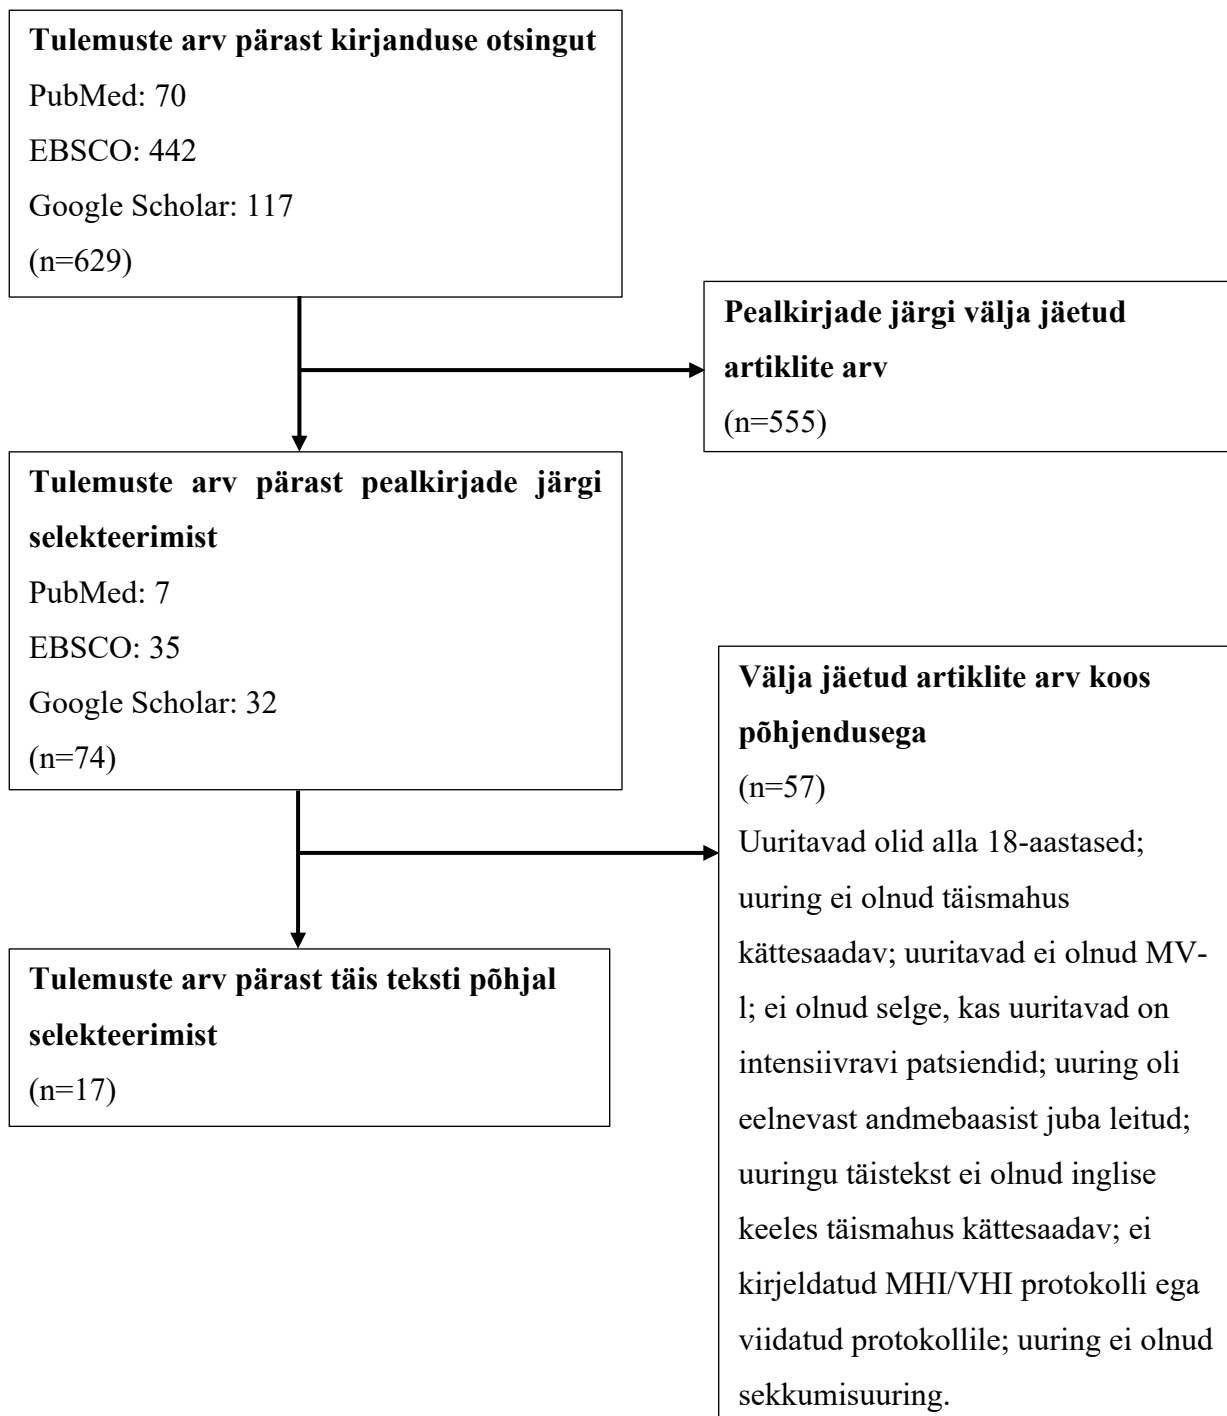 Tulemuste arv pärast kirjanduse otsingut
PubMed: 70
EBSCO: 442
Google Scholar: 117
(n=629)
Pealkirjade järgi välja jäetud
artiklite arv
(n=555)
Tulemuste arv pärast pealkirjade järgi
selekteerimist
PubMed: 7
EBSCO: 35
Google Scholar: 32
(n=74)
Välja jäetud artiklite arv koos
põhjendusega
(n=57)
Uuritavad olid alla 18-aastased;
uuring ei olnud täismahus
kättesaadav; uuritavad ei olnud MV-
l; ei olnud selge, kas uuritavad on
intensiivravi patsiendid; uuring oli
eelnevast andmebaasist juba leitud;
uuringu täistekst ei olnud inglise
keeles täismahus kättesaadav; ei
kirjeldatud MHI/VHI protokolli ega
viidatud protokollile; uuring ei olnud
sekkumisuuring.
Tulemuste arv pärast täis teksti põhjal
selekteerimist
(n=17)